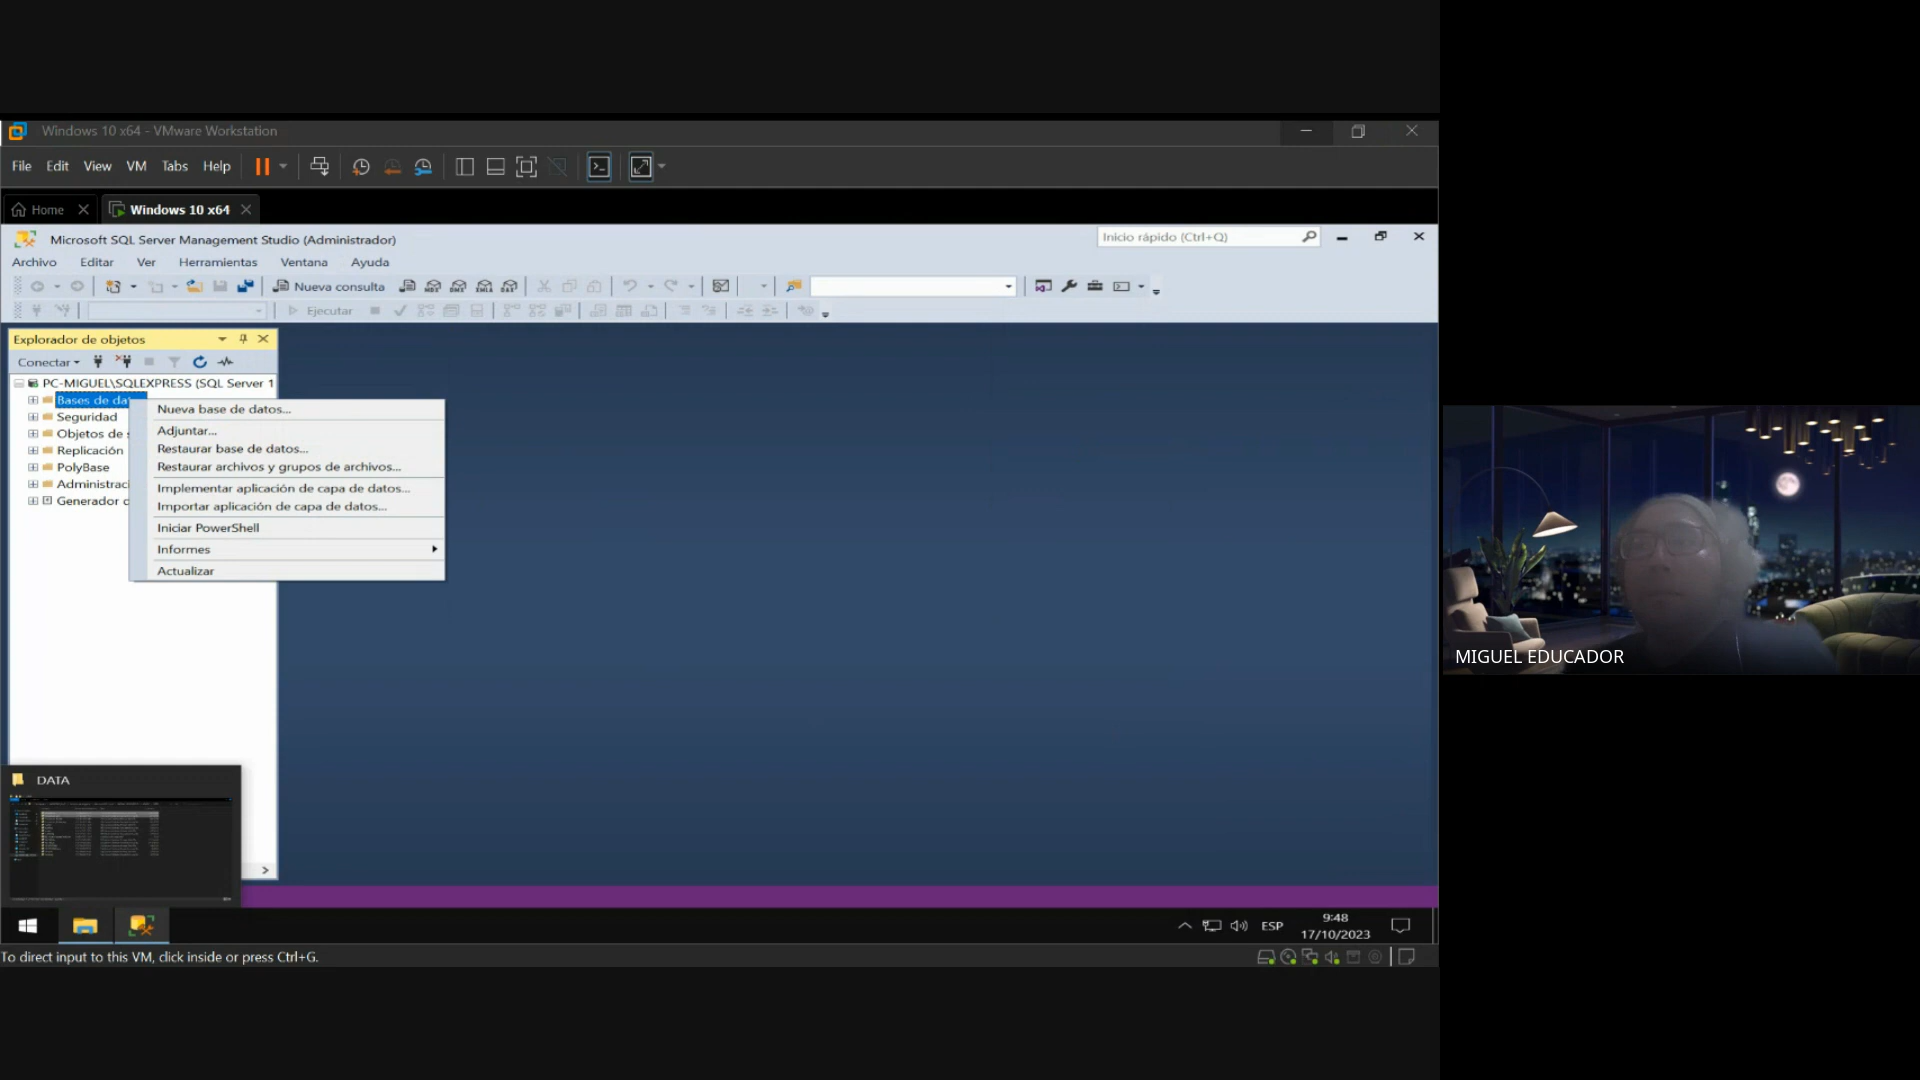 Windows 10 x64 - VMware Workstation
File Edit View VM Tabs Help
Home Windows 10 x64
Microsoft SQL Server Management Studio (Administrador)
Inicio rápido (Ctrl+Q)
Archivo Editar Ver Herramientas Ventana Ayuda
Nueva consulta
Ejecutar
Explorador de objetos
Conectar
PC-MIGUEL\SQLEXPRESS (SQL Server 1
Bases de dat
Seguridad
Objetos de s
Replicación
PolyBase
Administraci
Generador d
Nueva base de datos...
Adjuntar...
Restaurar base de datos...
Restaurar archivos y grupos de archivos...
Implementar aplicación de capa de datos...
Importar aplicación de capa de datos...
Iniciar PowerShell
Informes
Actualizar
DATA
ESP
9:48
17/10/2023
To direct input to this VM, click inside or press Ctrl+G.
MIGUEL EDUCADOR